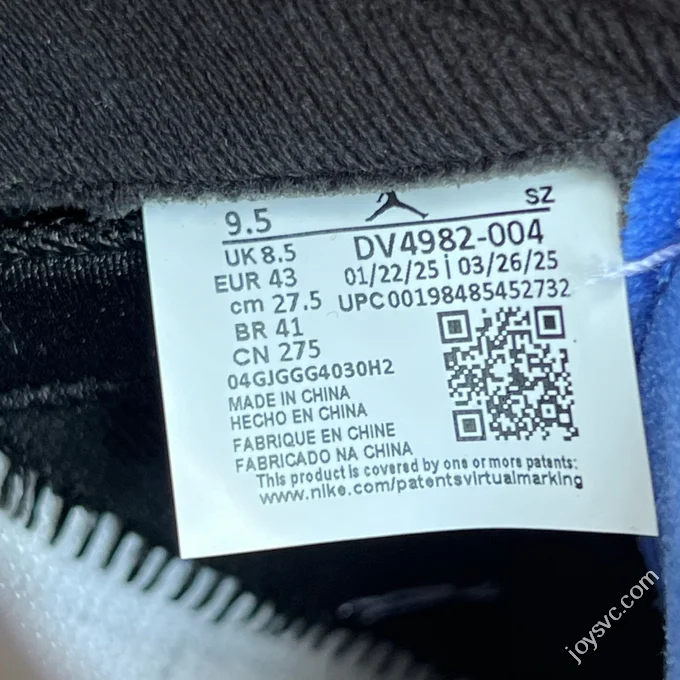 9.5
SZ
UK 8.5
DV4982-004
EUR 43
01/22/25 | 03/26/25
cm 27.5
UPC00198485452732
BR 41
CN 275
04GJGGG4030H2
MADE IN CHINA
HECHO EN CHINA
FABRIQUE EN CHINE
FABRICADO NA CHINA
This product is covered by one or more patents:
www.nike.com/patentsvirtualmarking
joysvc.com